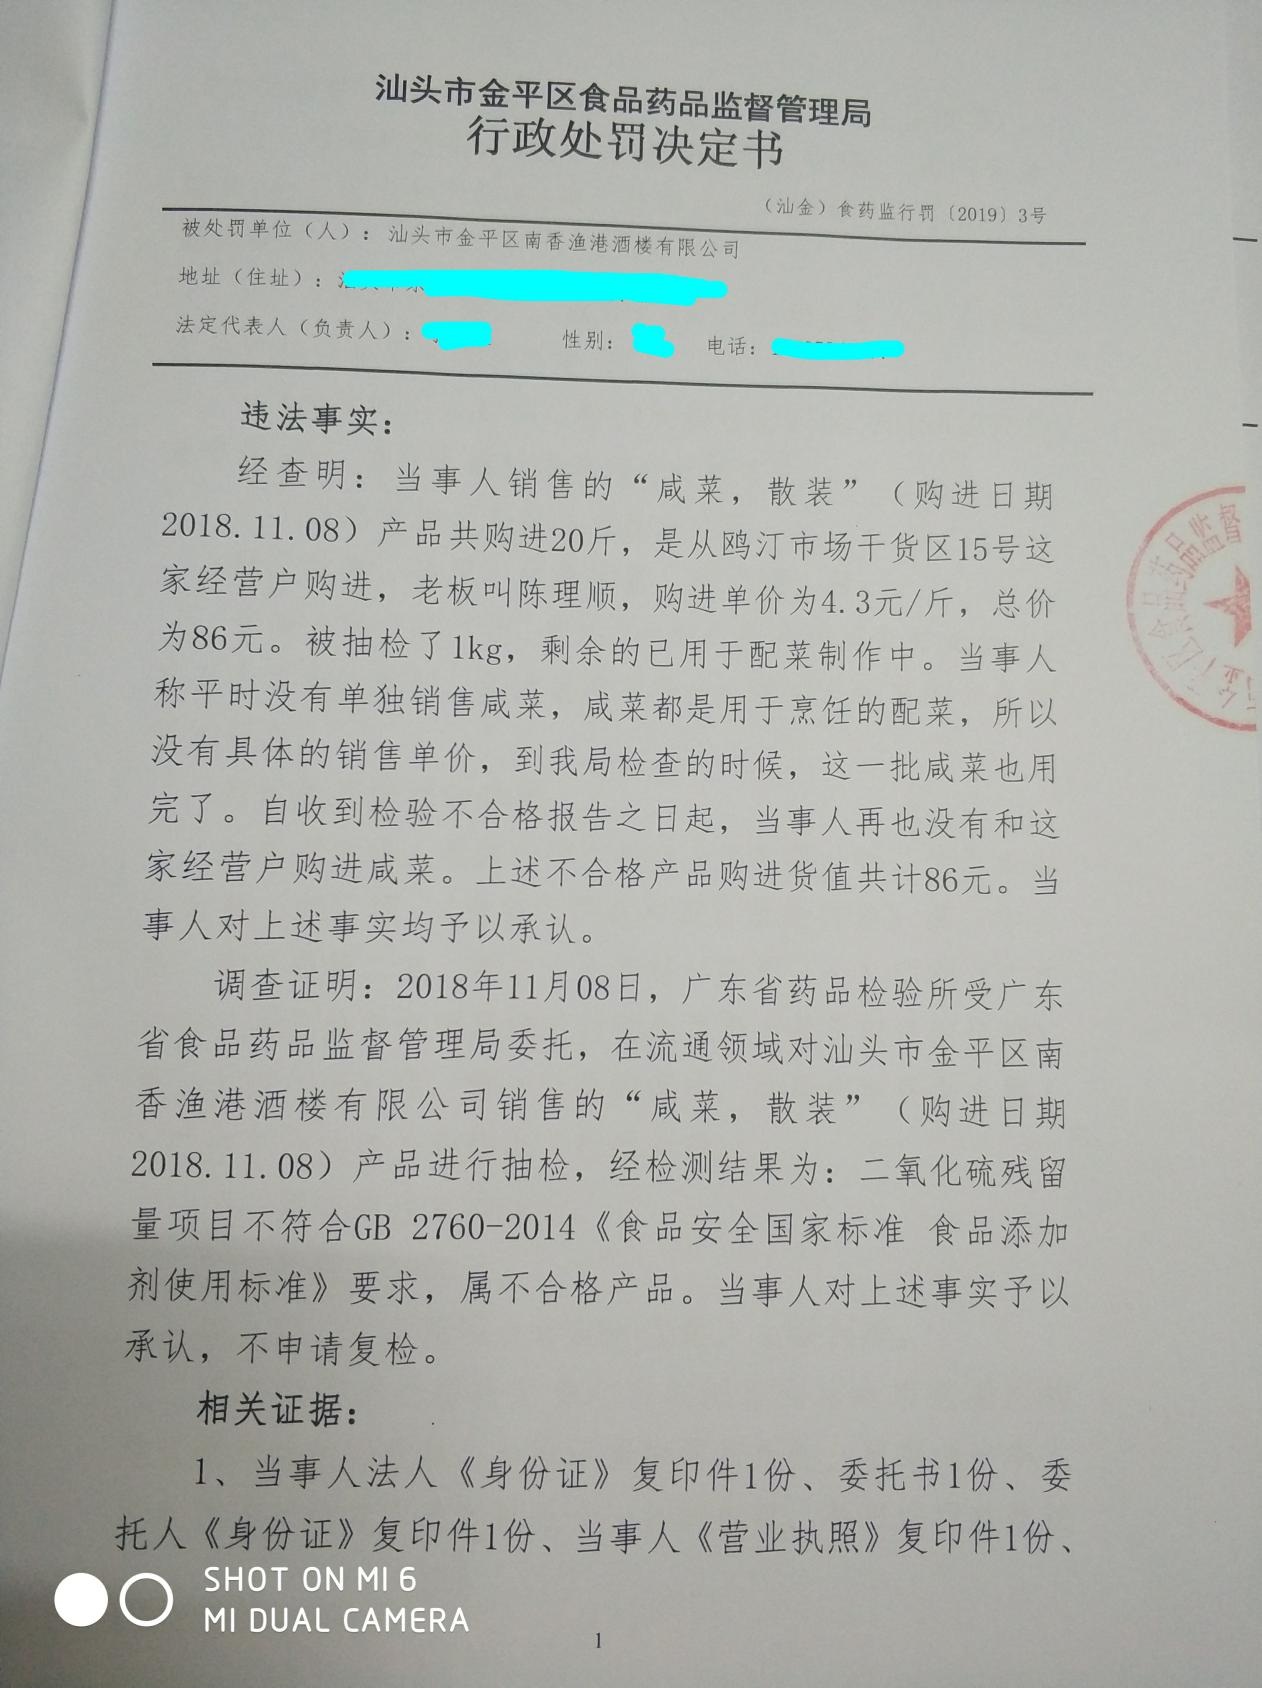 汕头市金平区食品药品监督管理局
行政处罚决定书
（汕金）食药监行罚〔2019〕3号
被处罚单位（人）：汕头市金平区南香渔港酒楼有限公司
地址（住址）：
法定代表人（负责人）： 性别： 电话：
违法事实：
经查明：当事人销售的“咸菜，散装”（购进日期
2018.11.08）产品共购进20斤，是从鸥汀市场干货区15号这
家经营户购进，老板叫陈理顺，购进单价为4.3元/斤，总价
为86元。被抽检了1kg，剩余的已用于配菜制作中。当事人
称平时没有单独销售咸菜，咸菜都是用于烹饪的配菜，所以
没有具体的销售单价，到我局检查的时候，这一批咸菜也用
完了。自收到检验不合格报告之日起，当事人再也没有和这
家经营户购进咸菜。上述不合格产品购进货值共计86元。当
事人对上述事实均予以承认。
调查证明：2018年11月08日，广东省药品检验所受广东
省食品药品监督管理局委托，在流通领域对汕头市金平区南
香渔港酒楼有限公司销售的“咸菜，散装”（购进日期
2018.11.08）产品进行抽检，经检测结果为：二氧化硫残留
量项目不符合GB 2760-2014《食品安全国家标准 食品添加
剂使用标准》要求，属不合格产品。当事人对上述事实予以
承认，不申请复检。
相关证据：
1、当事人法人《身份证》复印件1份、委托书1份、委
托人《身份证》复印件1份、当事人《营业执照》复印件1份、
SHOT ON MI 6
MI DUAL CAMERA
1
区食品药品监督